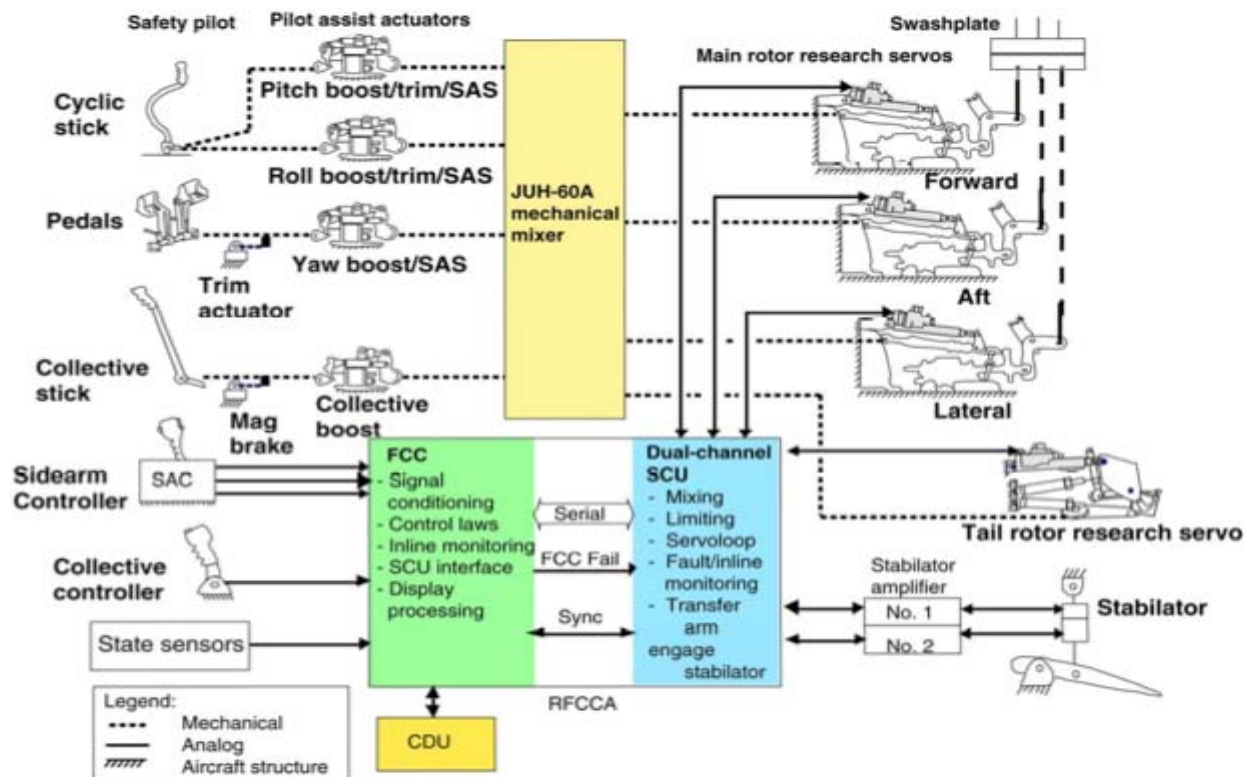 Safety pilot
Pilot assist actuators
Swashplate
Main rotor research servos
Cyclic
stick
Pitch boost/trim/SAS
Roll boost/trim/SAS
JUH-60A
mechanical
mixer
Forward
Pedals
Trim
actuator
Yaw boost/SAS
Aft
Collective
stick
Mag
brake
Collective
boost
Lateral
Sidearm
Controller
SAC
FCC
- Signal
conditioning
- Control laws
- Inline monitoring
- SCU interface
- Display
processing
Serial
FCC Fail
Sync
Dual-channel
SCU
- Mixing
- Limiting
- Servoloop
- Fault/inline
monitoring
- Transfer
arm
engage
stabilator
Tail rotor research servo
Collective
controller
Stabilator
amplifier
No. 1
No. 2
Stabilator
State sensors
RFCCA
CDU
Legend:
Mechanical
Analog
Aircraft structure